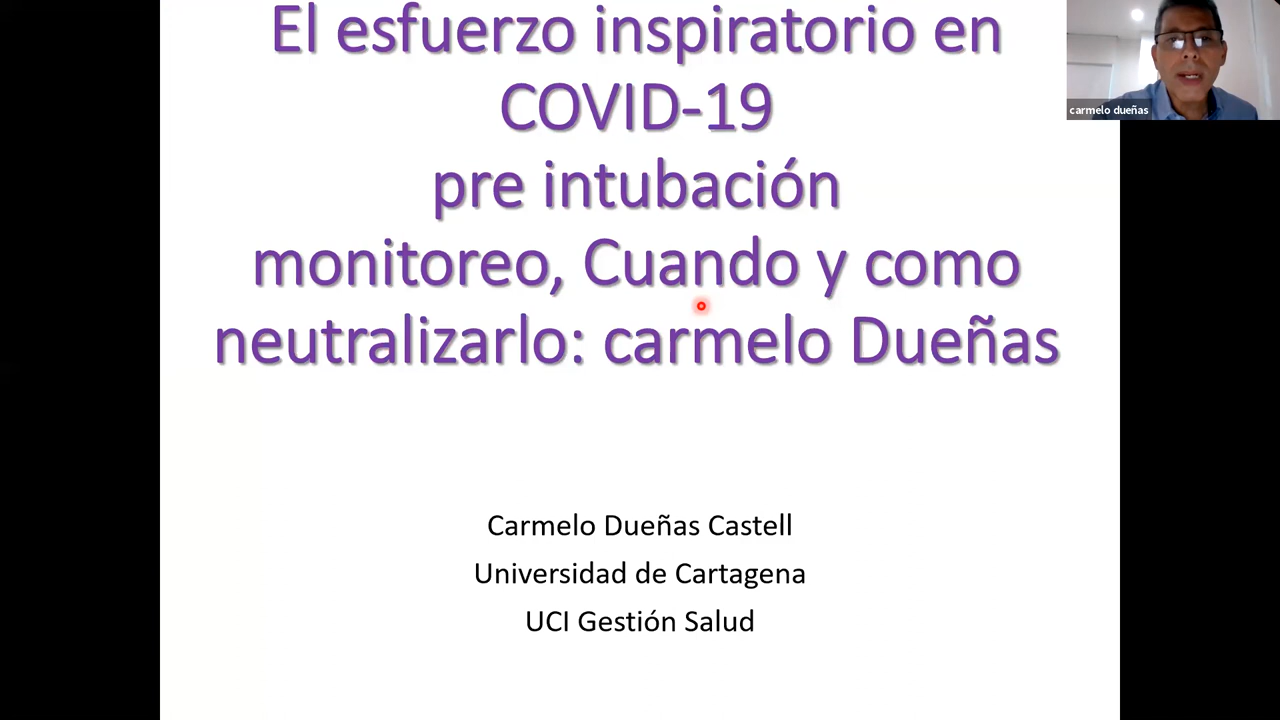 El esfuerzo inspiratorio en
COVID-19
pre intubación
monitoreo, Cuando y como
neutralizarlo: carmelo Dueñas
Carmelo Dueñas Castell
Universidad de Cartagena
UCI Gestión Salud
carmelo dueñas